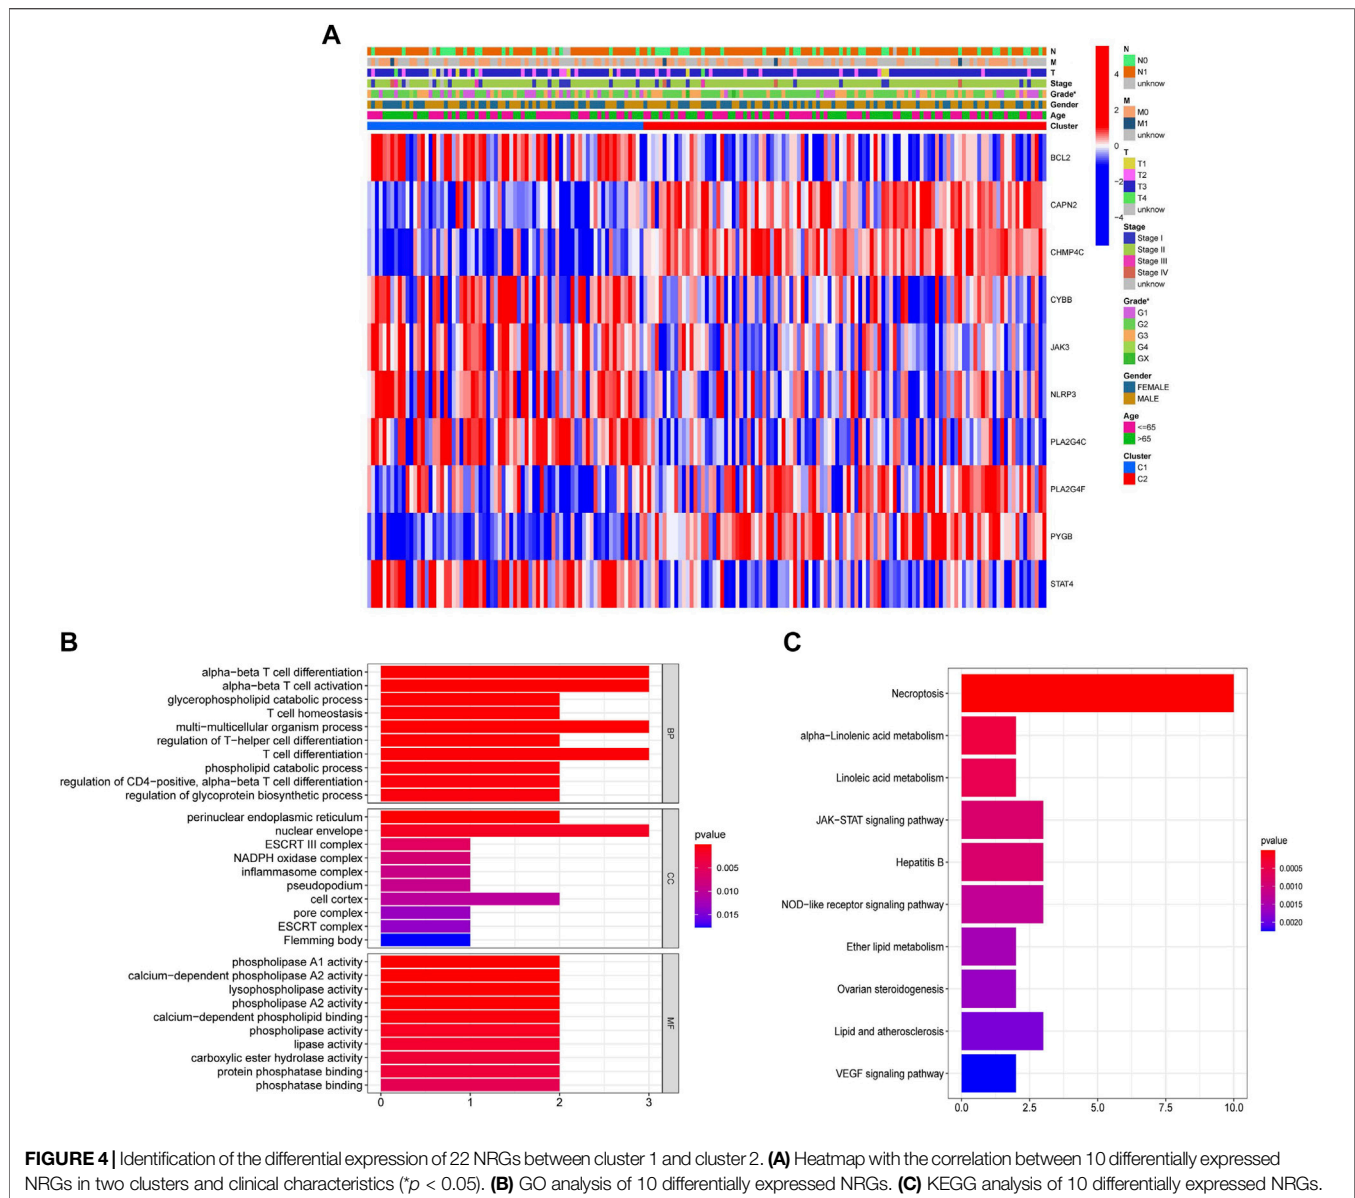 A
N
M
T
Stage
Grade*
Gender
Age
Cluster
BCL2
CAPN2
CHMP4C
CYBB
JAK3
NLRP3
PLA2G4C
PLA2G4F
PYGB
STAT4
4
2
0
−2
−4
N
N0
N1
unknow
M
M0
M1
unknow
T
T1
T2
T3
T4
unknow
Stage
Stage I
Stage II
Stage III
Stage IV
unknow
Grade*
G1
G2
G3
G4
GX
Gender
FEMALE
MALE
Age
<=65
>65
Cluster
C1
C2
B
alpha−beta T cell differentiation
alpha−beta T cell activation
glycerophospholipid catabolic process
T cell homeostasis
multi−multicellular organism process
regulation of T−helper cell differentiation
T cell differentiation
phospholipid catabolic process
regulation of CD4−positive, alpha−beta T cell differentiation
regulation of glycoprotein biosynthetic process
BP
perinuclear endoplasmic reticulum
nuclear envelope
ESCRT III complex
NADPH oxidase complex
inflammasome complex
pseudopodium
cell cortex
pore complex
ESCRT complex
Flemming body
CC
phospholipase A1 activity
calcium−dependent phospholipase A2 activity
lysophospholipase activity
phospholipase A2 activity
calcium−dependent phospholipid binding
phospholipase activity
lipase activity
carboxylic ester hydrolase activity
protein phosphatase binding
phosphatase binding
MF
0 1 2 3
pvalue
0.005
0.010
0.015
C
Necroptosis
alpha−Linolenic acid metabolism
Linoleic acid metabolism
JAK−STAT signaling pathway
Hepatitis B
NOD−like receptor signaling pathway
Ether lipid metabolism
Ovarian steroidogenesis
Lipid and atherosclerosis
VEGF signaling pathway
0.0 2.5 5.0 7.5 10.0
pvalue
0.0005
0.0010
0.0015
0.0020
FIGURE 4 | Identification of the differential expression of 22 NRGs between cluster 1 and cluster 2. (A) Heatmap with the correlation between 10 differentially expressed
NRGs in two clusters and clinical characteristics (*p < 0.05). (B) GO analysis of 10 differentially expressed NRGs. (C) KEGG analysis of 10 differentially expressed NRGs.